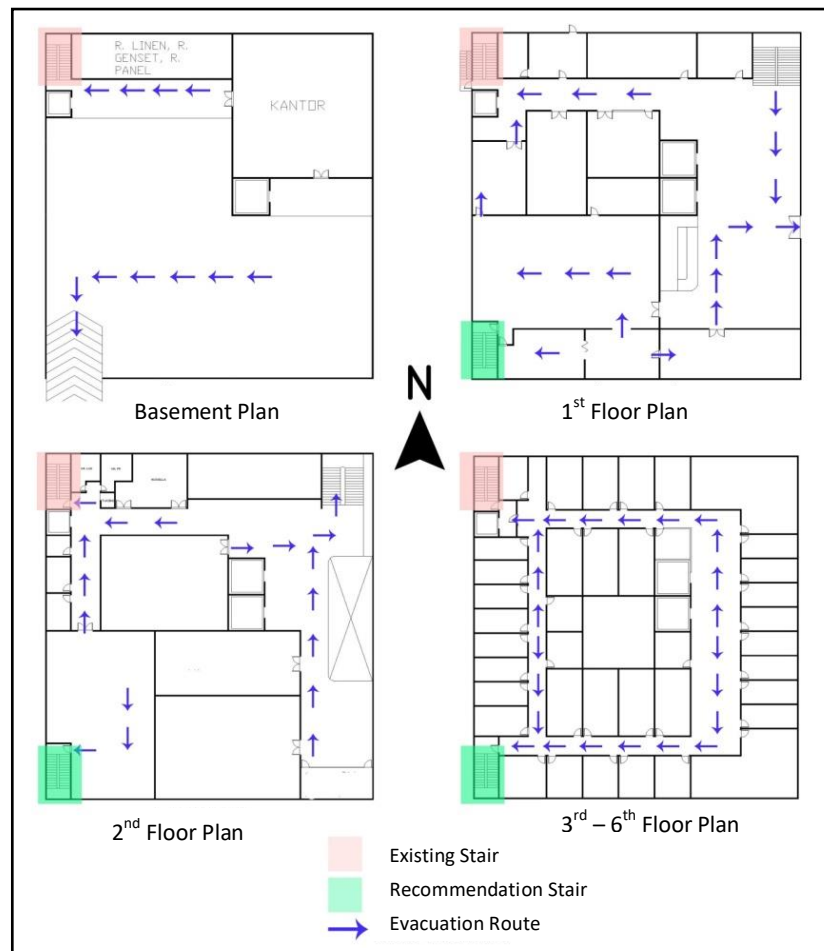 R. LINEN, R.
GENSET, R.
PANEL
KANTOR
Basement Plan
1st Floor Plan
N
2nd Floor Plan
3rd – 6th Floor Plan
Existing Stair
Recommendation Stair
Evacuation Route